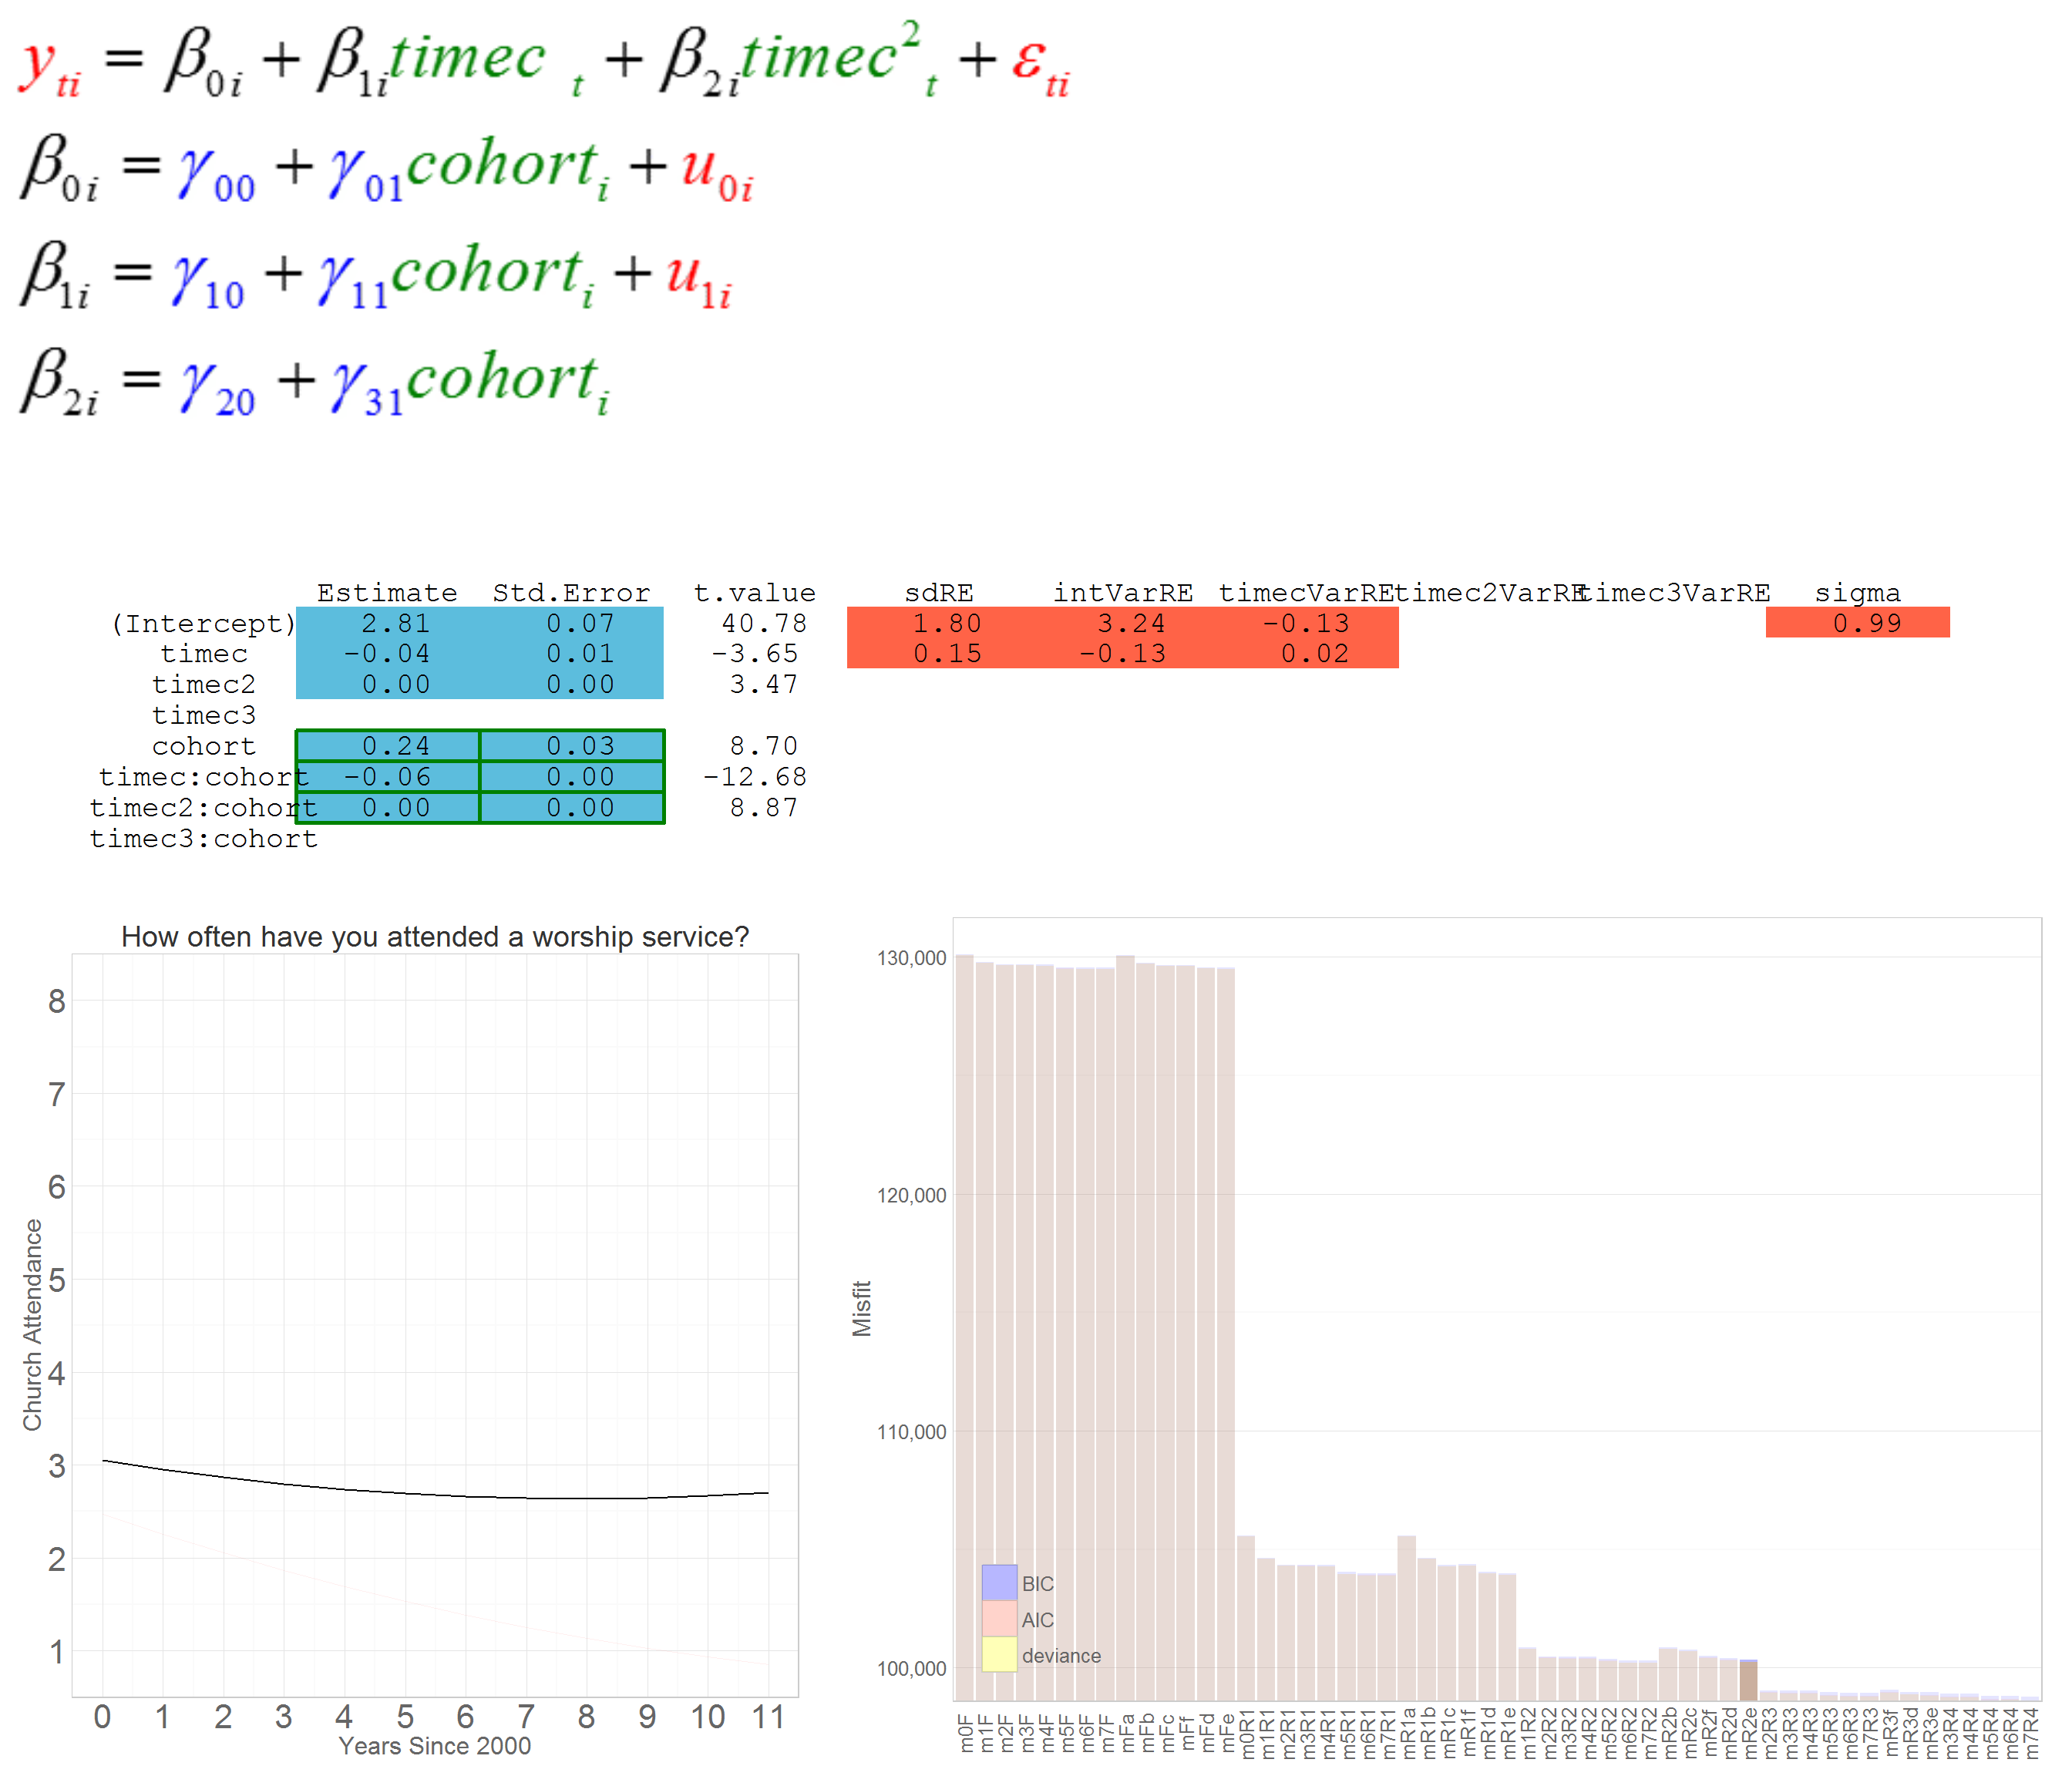 y_ti = β_0i + β_1i timec_t + β_2i timec²_t + ε_ti
β_0i = γ_00 + γ_01 cohort_i + u_0i
β_1i = γ_10 + γ_11 cohort_i + u_1i
β_2i = γ_20 + γ_31 cohort_i
Estimate Std.Error t.value sdRE intVarRE timecVarRE timec2VarRE timec3VarRE sigma
(Intercept) 2.81 0.07 40.78 1.80 3.24 -0.13 0.99
timec -0.04 0.01 -3.65 0.15 -0.13 0.02
timec2 0.00 0.00 3.47
timec3
cohort 0.24 0.03 8.70
timec:cohort -0.06 0.00 -12.68
timec2:cohort 0.00 0.00 8.87
timec3:cohort
How often have you attended a worship service?
Church Attendance
8
7
6
5
4
3
2
1
0 1 2 3 4 5 6 7 8 9 10 11
Years Since 2000
Misfit
130,000
120,000
110,000
100,000
BIC
AIC
deviance
m0F m1F m2F m3F m4F m5F m6F m7F mFa mFb mFc mFf mFd mFe m0R1 m1R1 m2R1 m3R1 m4R1 m5R1 m6R1 m7R1 mR1a mR1b mR1c mR1f mR1d mR1e m1R2 m2R2 m3R2 m4R2 m5R2 m6R2 m7R2 mR2b mR2c mR2f mR2d mR2e m2R3 m3R3 m4R3 m5R3 m6R3 m7R3 mR3f mR3d mR3e m3R4 m4R4 m5R4 m6R4 m7R4